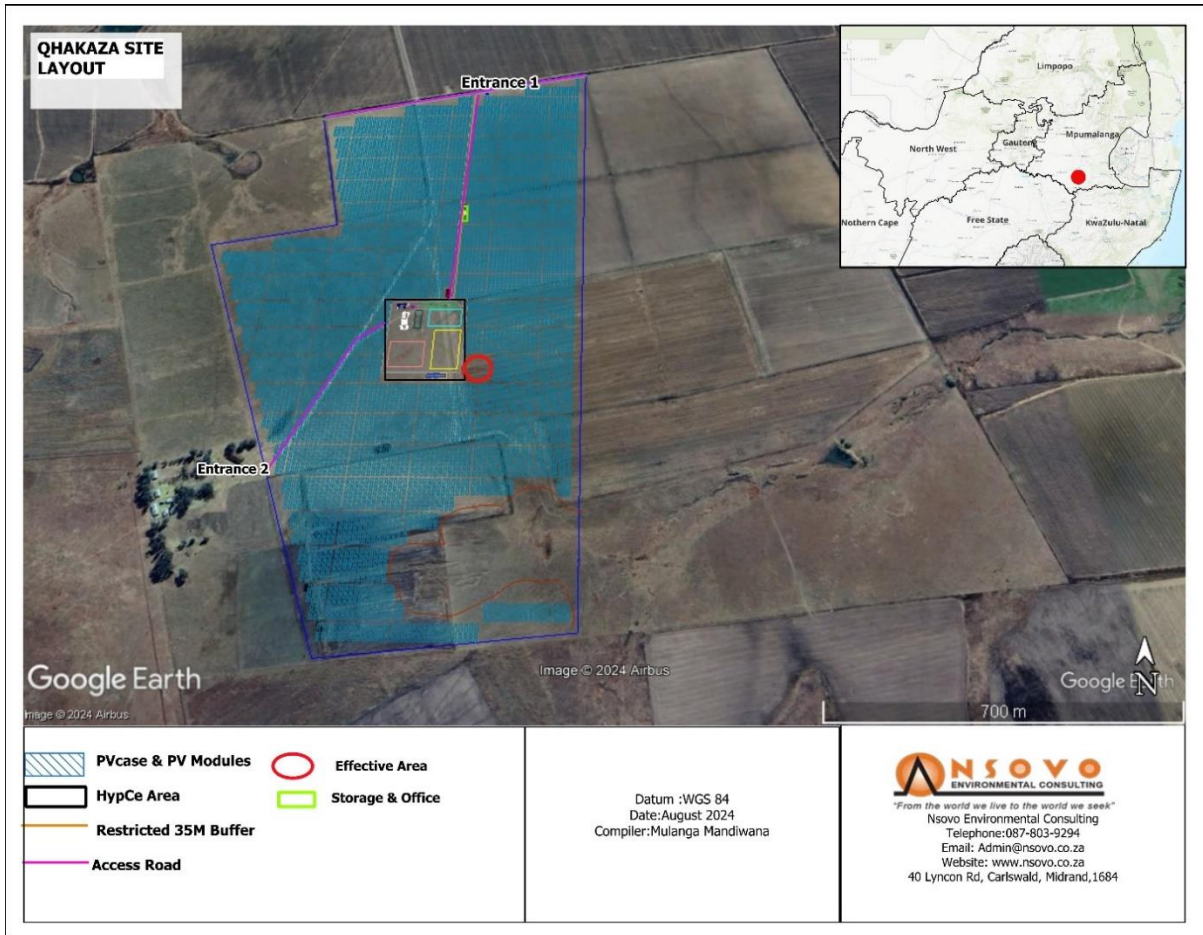 QHAKAZA SITE
LAYOUT
Entrance 1
Entrance 2
Limpopo
Mpumalanga
Gauteng
North West
Free State
KwaZulu-Natal
Nothern Cape
Google Earth
Image © 2024 Airbus
Image © 2024 Airbus
Google Earth
N
700 m
PVcase & PV Modules
HypCe Area
Restricted 35M Buffer
Access Road
Effective Area
Storage & Office
Datum :WGS 84
Date:August 2024
Compiler:Mulanga Mandiwana
NSOVO
ENVIRONMENTAL CONSULTING
"From the world we live to the world we seek"
Nsovo Environmental Consulting
Telephone:087-803-9294
Email: Admin@nsovo.co.za
Website: www.nsovo.co.za
40 Lyncon Rd, Carlswald, Midrand,1684